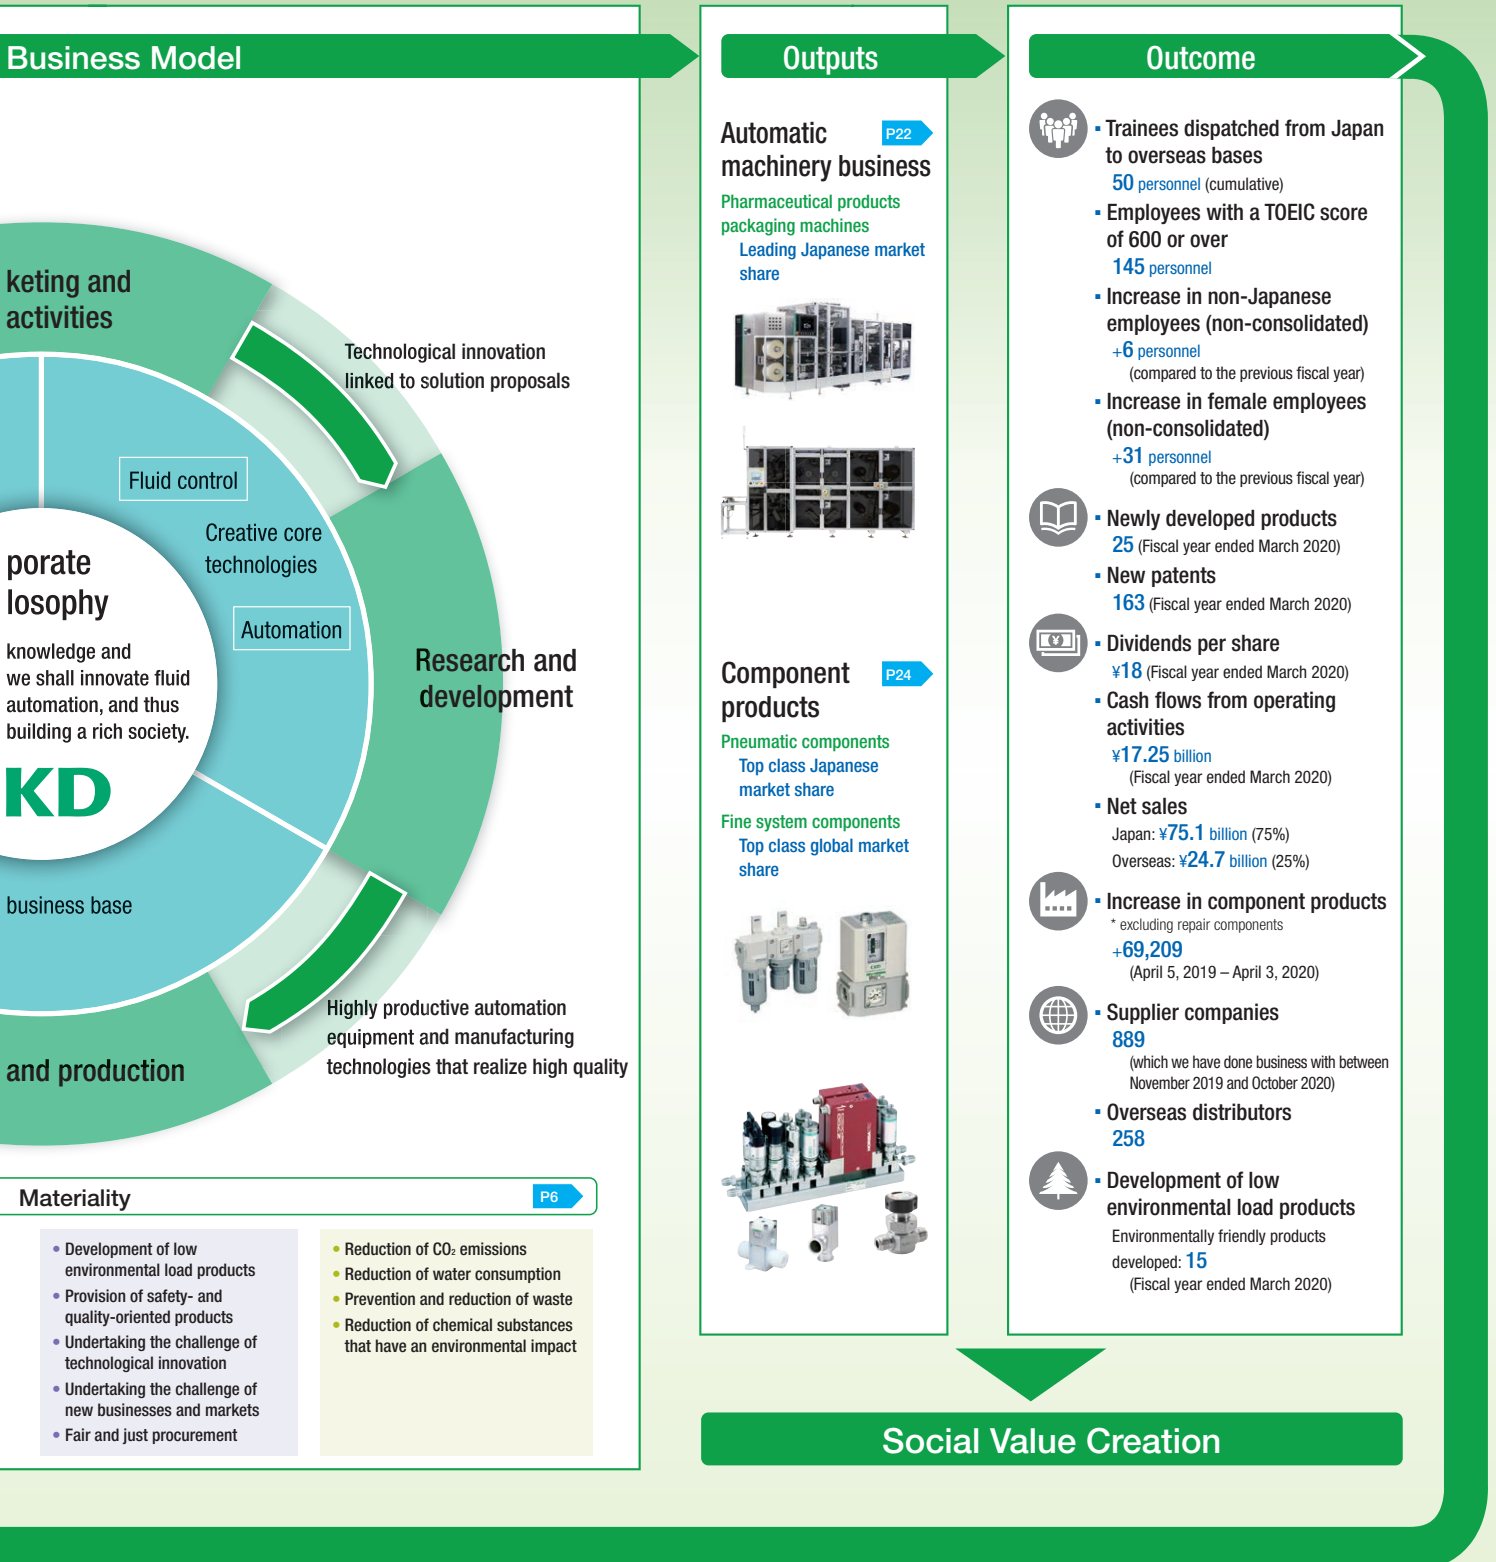 Business Model
keting and
activities
Technological innovation
linked to solution proposals
Fluid control
Creative core
technologies
Automation
porate
losophy
knowledge and
we shall innovate fluid
automation, and thus
building a rich society.
KD
Research and
development
business base
Highly productive automation
equipment and manufacturing
technologies that realize high quality
and production
Materiality
P6
• Development of low
environmental load products
• Provision of safety- and
quality-oriented products
• Undertaking the challenge of
technological innovation
• Undertaking the challenge of
new businesses and markets
• Fair and just procurement
• Reduction of CO₂ emissions
• Reduction of water consumption
• Prevention and reduction of waste
• Reduction of chemical substances
that have an environmental impact
Outputs
Automatic
machinery business
P22
Pharmaceutical products
packaging machines
Leading Japanese market
share
Component
products
P24
Pneumatic components
Top class Japanese
market share
Fine system components
Top class global market
share
CKD
Outcome
▪ Trainees dispatched from Japan
to overseas bases
50 personnel (cumulative)
▪ Employees with a TOEIC score
of 600 or over
145 personnel
▪ Increase in non-Japanese
employees (non-consolidated)
+6 personnel
(compared to the previous fiscal year)
▪ Increase in female employees
(non-consolidated)
+31 personnel
(compared to the previous fiscal year)
▪ Newly developed products
25 (Fiscal year ended March 2020)
▪ New patents
163 (Fiscal year ended March 2020)
▪ Dividends per share
¥18 (Fiscal year ended March 2020)
▪ Cash flows from operating
activities
¥17.25 billion
(Fiscal year ended March 2020)
▪ Net sales
Japan: ¥75.1 billion (75%)
Overseas: ¥24.7 billion (25%)
▪ Increase in component products
* excluding repair components
+69,209
(April 5, 2019 – April 3, 2020)
▪ Supplier companies
889
(which we have done business with between
November 2019 and October 2020)
▪ Overseas distributors
258
▪ Development of low
environmental load products
Environmentally friendly products
developed: 15
(Fiscal year ended March 2020)
Social Value Creation